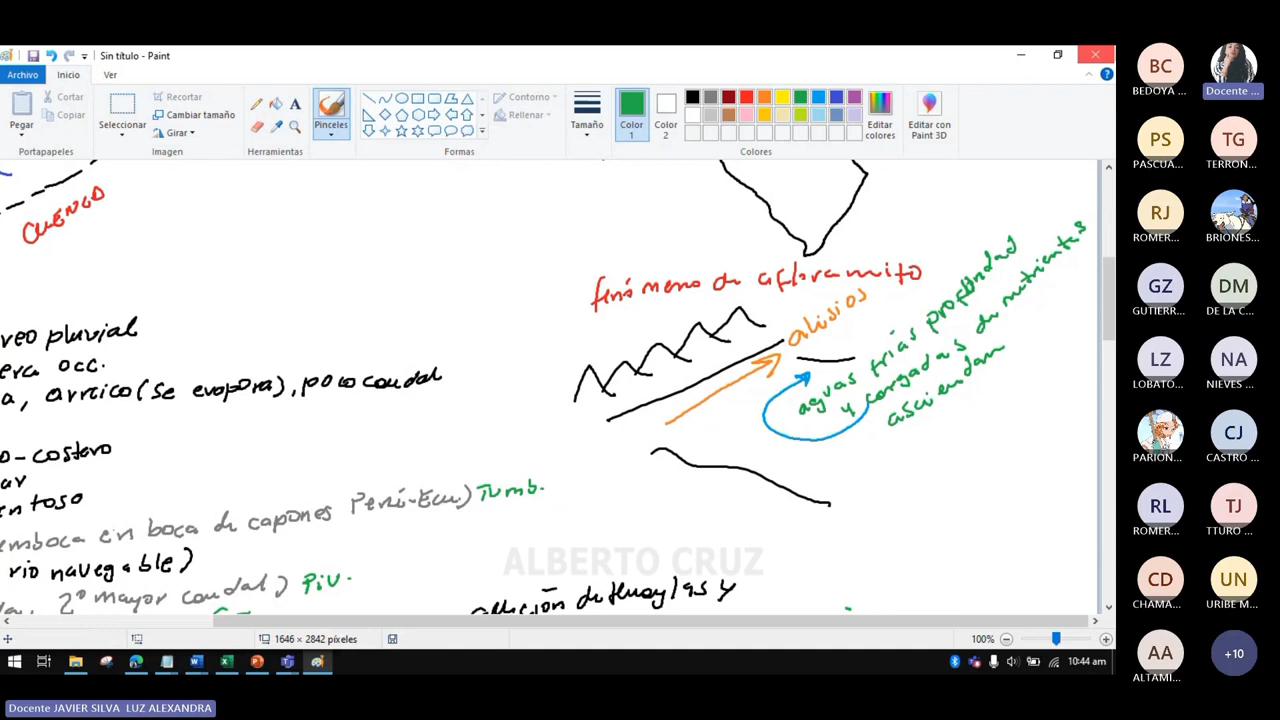 Sin título - Paint
Archivo Inicio Ver
Pegar
Cortar
Copiar
Portapapeles
Seleccionar
Recortar
Cambiar tamaño
Girar
Imagen
Herramientas
Pinceles
Formas
Contorno
Rellenar
Tamaño
Color 1
Color 2
Colores
Editar colores
Editar con Paint 3D
CUENCA
fenómeno de afloramito
alisios
aguas frías profundidad
y cargadas de nutrientes
asciendan
reo pluvial
era occ.
a, arreico (se evapora), poco caudal
o-costero
ar
entoso
emboca en boca de capones Perú-Ecu.) Tumb.
rio navegable)
2º mayor caudal) Piu.
ALBERTO CRUZ
1646 × 2842 píxeles
100%
10:44 am
Docente JAVIER SILVA LUZ ALEXANDRA
BC
BEDOYA ...
Docente ...
PS
PASCUA...
TG
TERRON...
RJ
ROMER...
BRIONES...
GZ
GUTIERR...
DM
DE LA C...
LZ
LOBATO...
NA
NIEVES ...
PARION...
CJ
CASTRO ...
RL
ROMER...
TJ
TTURO ...
CD
CHAMA...
UN
URIBE M...
AA
ALTAMI...
+10